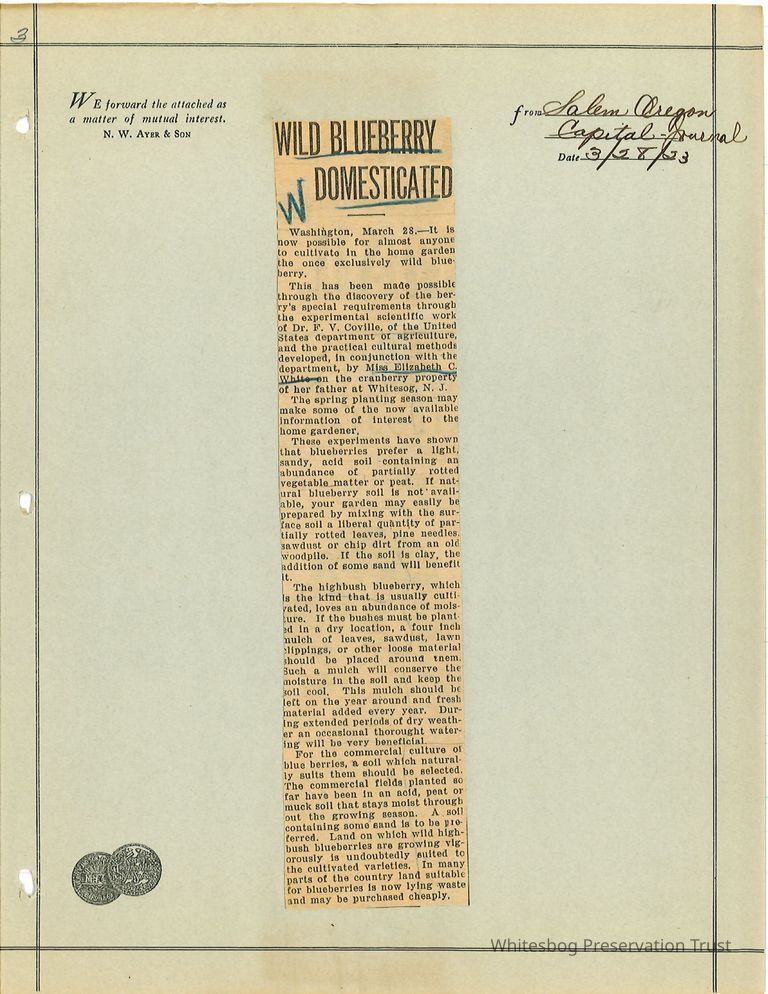 3
WE forward the attached as
a matter of mutual interest.
N. W. AYER & SON
from Salem Oregon
Capital-Journal
Date 3/28/23
WILD BLUEBERRY
DOMESTICATED
W
Washington, March 28.—It is
now possible for almost anyone
to cultivate in the home garden
the once exclusively wild blue-
berry.
This has been made possible
through the discovery of the ber-
ry's special requirements through
the experimental scientific work
of Dr. F. V. Coville, of the United
States department of agriculture,
and the practical cultural methods
developed, in conjunction with the
department, by Miss Elizabeth C.
White on the cranberry property
of her father at Whitesog, N. J.
The spring planting season may
make some of the now available
information of interest to the
home gardener.
These experiments have shown
that blueberries prefer a light,
sandy, acid soil containing an
abundance of partially rotted
vegetable matter or peat. If nat-
ural blueberry soil is not avail-
able, your garden may easily be
prepared by mixing with the sur-
face soil a liberal quantity of par-
tially rotted leaves, pine needles,
sawdust or chip dirt from an old
woodpile. If the soil is clay, the
addition of some sand will benefit
it.
The highbush blueberry, which
is the kind that is usually culti-
vated, loves an abundance of mois-
ture. If the bushes must be plant-
ed in a dry location, a four inch
mulch of leaves, sawdust, lawn
clippings, or other loose material
should be placed around them.
Such a mulch will conserve the
moisture in the soil and keep the
soil cool. This mulch should be
left on the year around and fresh
material added every year. Dur-
ing extended periods of dry weath-
er an occasional thorought water-
ing will be very beneficial.
For the commercial culture of
blue berries, a soil which natural-
ly suits them should be selected.
The commercial fields planted so
far have been in an acid, peat or
muck soil that stays moist through
out the growing season. A soil
containing some sand is to be pre-
ferred. Land on which wild high-
bush blueberries are growing vig-
orously is undoubtedly suited to
the cultivated varieties. In many
parts of the country land suitable
for blueberries is now lying waste
and may be purchased cheaply.
Whitesbog Preservation Trust